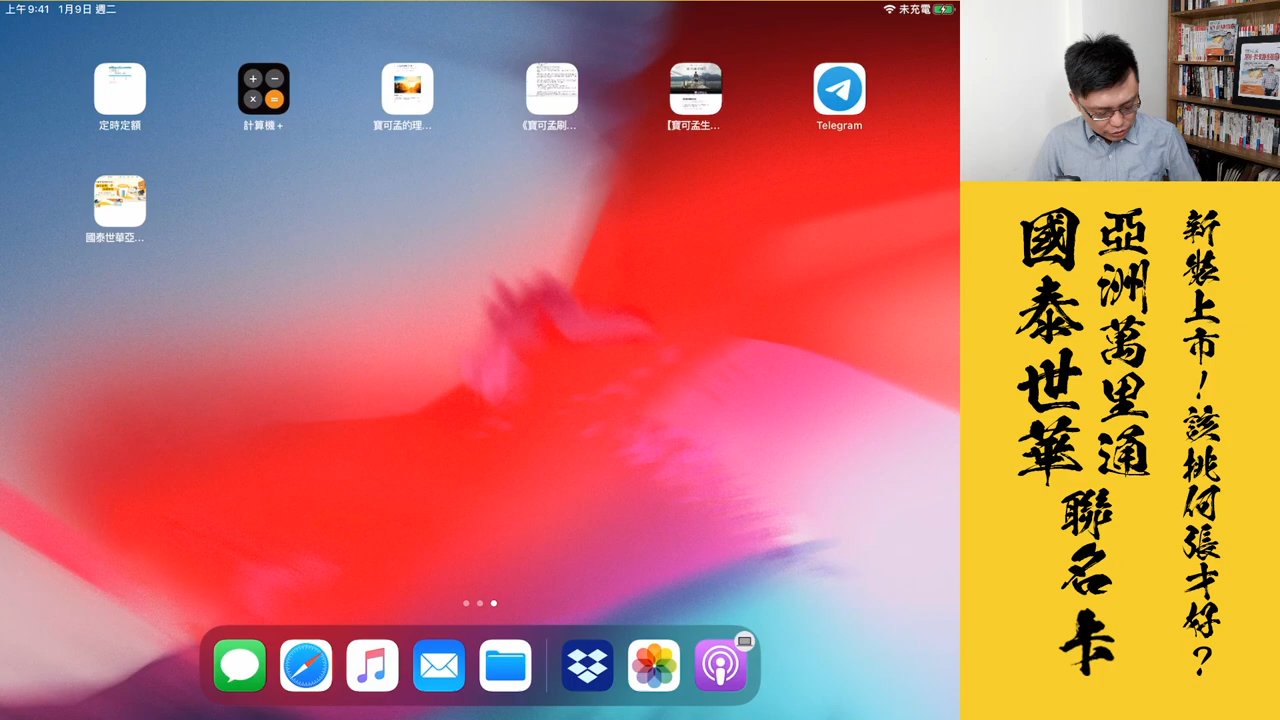 上午9:41 1月9日 週二
未充電
定時定額
計算機+
寶可孟的理...
《寶可孟刷...
【寶可孟生...
Telegram
國泰世華亞...
新裝上市！該挑何張才好？
亞洲萬里通
國泰世華
聯名卡